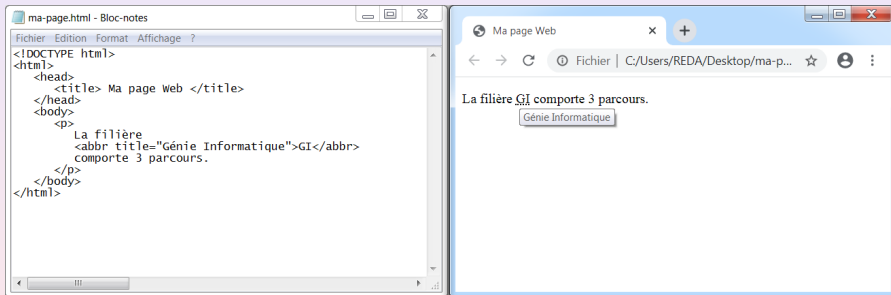 ma-page.html - Bloc-notes
Fichier Edition Format Affichage ?
<!DOCTYPE html>
<html>
<head>
<title> Ma page Web </title>
</head>
<body>
<p>
La filière
<abbr title="Génie Informatique">GI</abbr>
comporte 3 parcours.
</p>
</body>
</html>
Ma page Web
Fichier | C:/Users/REDA/Desktop/ma-p...
La filière GI comporte 3 parcours.
Génie Informatique